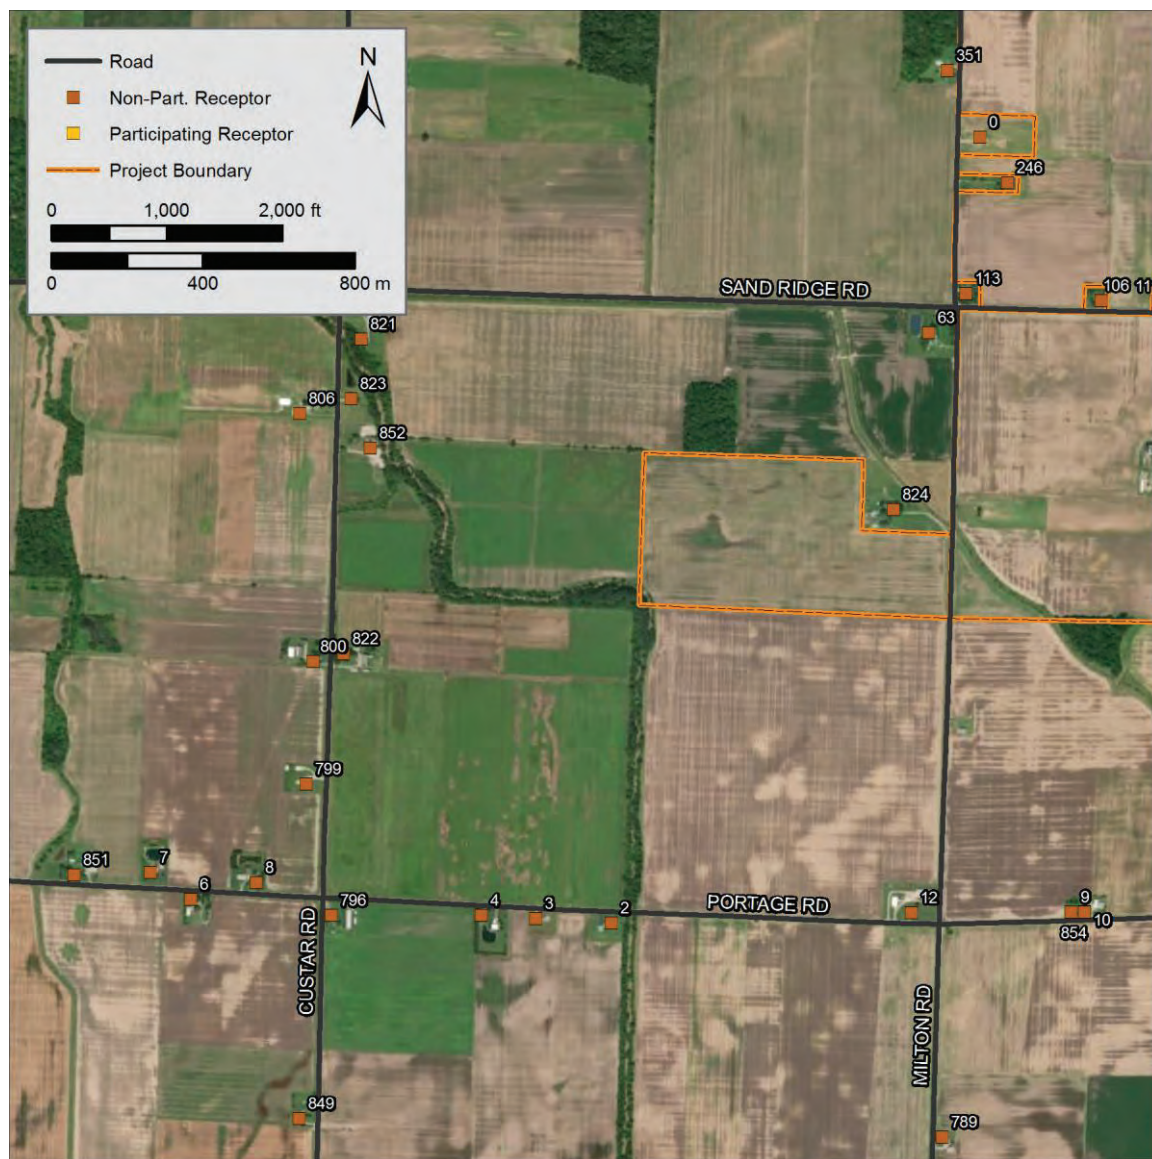 N
Road
Non-Part. Receptor
Participating Receptor
Project Boundary
0 1,000 2,000 ft
0 400 800 m
351
0
246
113
106 11
SAND RIDGE RD
63
821
823
806
852
824
800 822
799
851
7
8
6
796
4
3
2
PORTAGE RD
12
9
10
854
CUSTAR RD
MILTON RD
849
789